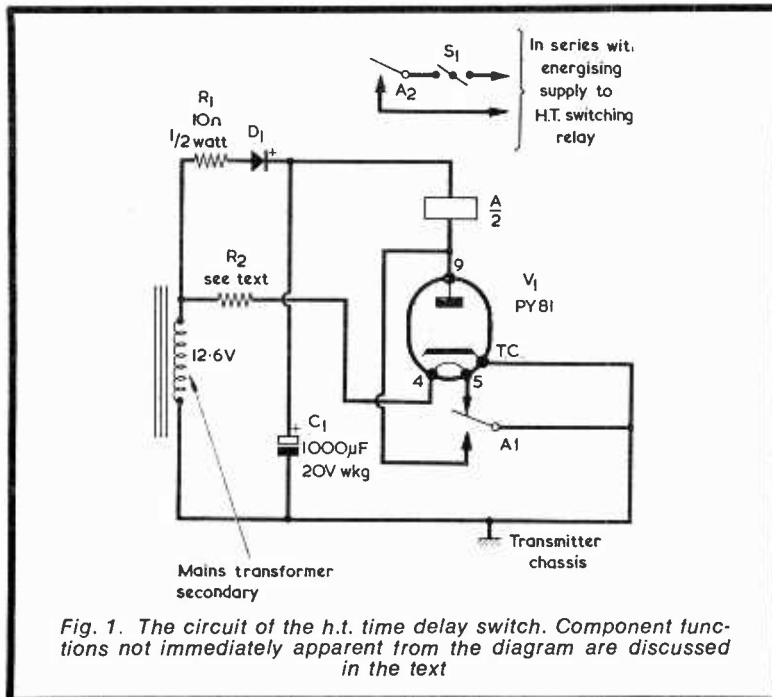 S1
A2
In series wit.
energising
supply to
H.T. switching
relay
R1
10Ω
1/2 watt
D1
+
A
2
R2
see text
9
V1
PY81
TC
12·6V
4
5
C1
+
1000µF
20V wkg
A1
Transmitter
chassis
Mains transformer
secondary
Fig. 1. The circuit of the h.t. time delay switch. Component func-
tions not immediately apparent from the diagram are discussed
in the text